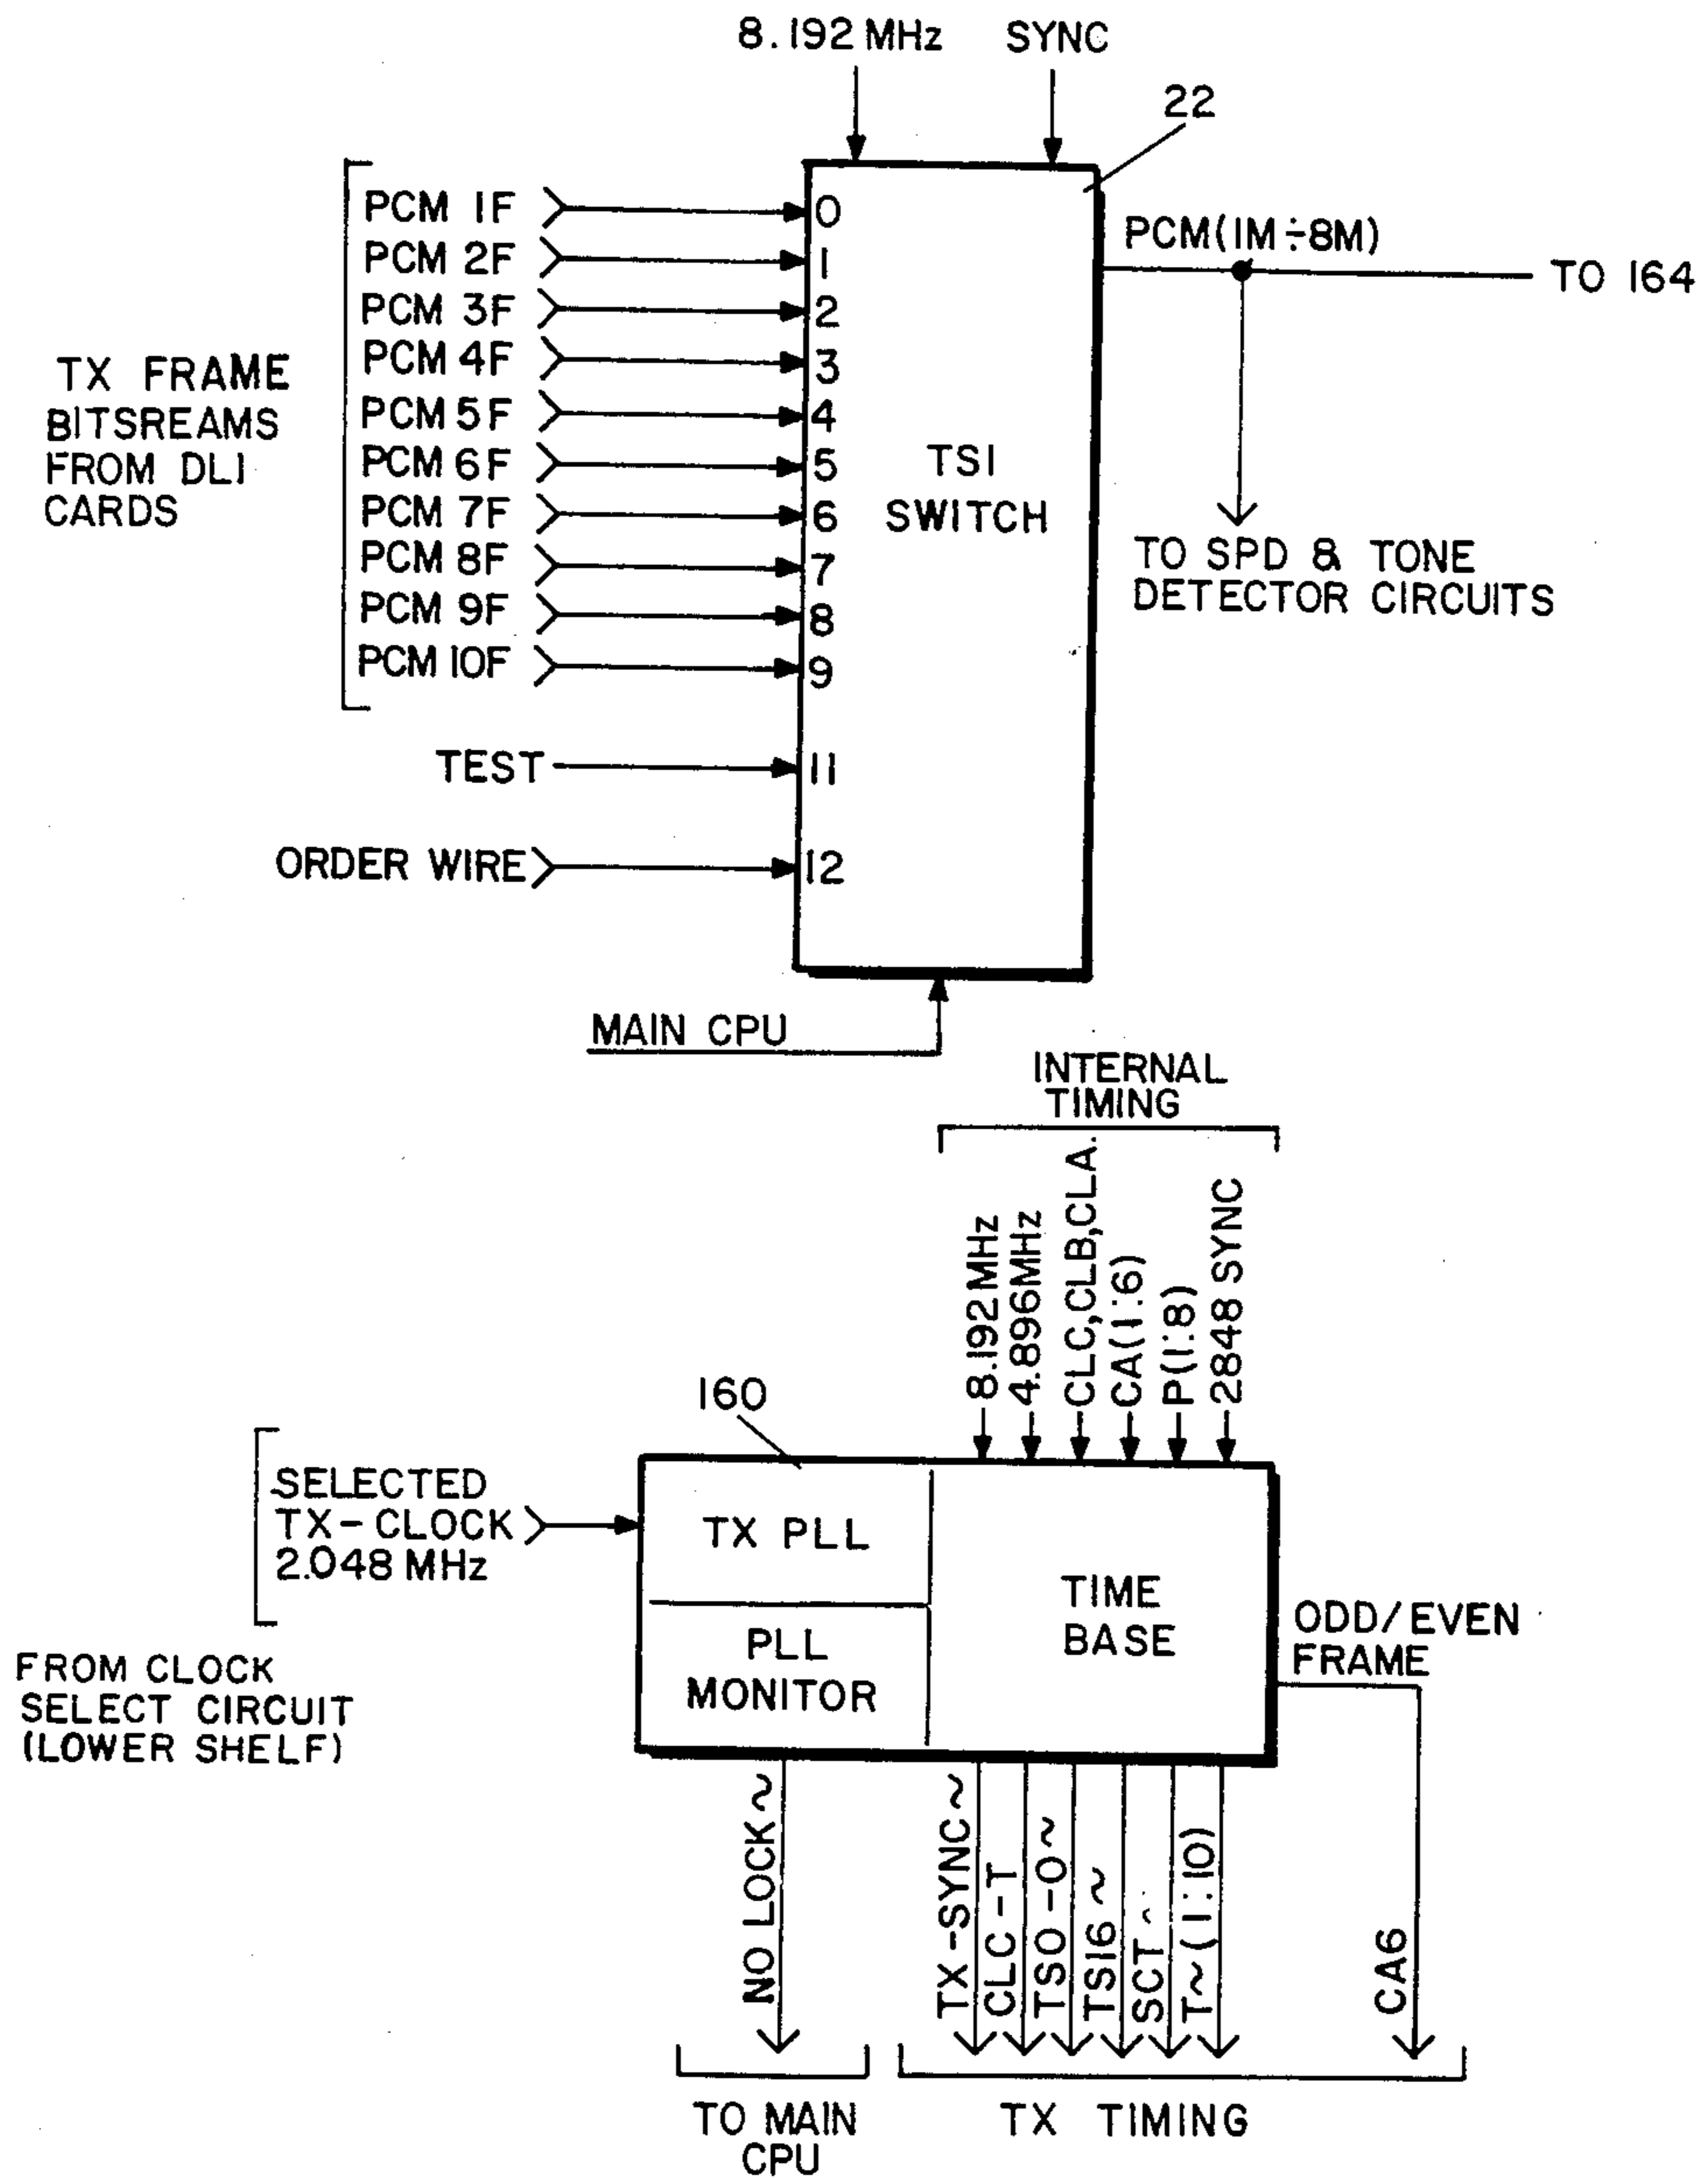 8.192 MHz
SYNC
22
PCM 1F
0
PCM 2F
1
PCM 3F
2
PCM 4F
3
PCM 5F
4
PCM 6F
5
PCM 7F
6
PCM 8F
7
PCM 9F
8
PCM 10F
9
TX FRAME
BITSREAMS
FROM DLI
CARDS
TSI
SWITCH
PCM(1M÷8M)
TO 164
TO SPD & TONE
DETECTOR CIRCUITS
TEST
11
ORDER WIRE
12
MAIN CPU
INTERNAL
TIMING
8.192MHz
4.896MHz
CLC,CLB,CLA.
CA(1÷6)
P(1÷8)
2848 SYNC
160
SELECTED
TX-CLOCK
2.048 MHz
FROM CLOCK
SELECT CIRCUIT
(LOWER SHELF)
TX PLL
PLL
MONITOR
TIME
BASE
ODD/EVEN
FRAME
NO LOCK~
TX-SYNC~
CLC-T
TSO-0~
TS16~
SCT~
T~(1÷10)
CA6
TO MAIN
CPU
TX TIMING